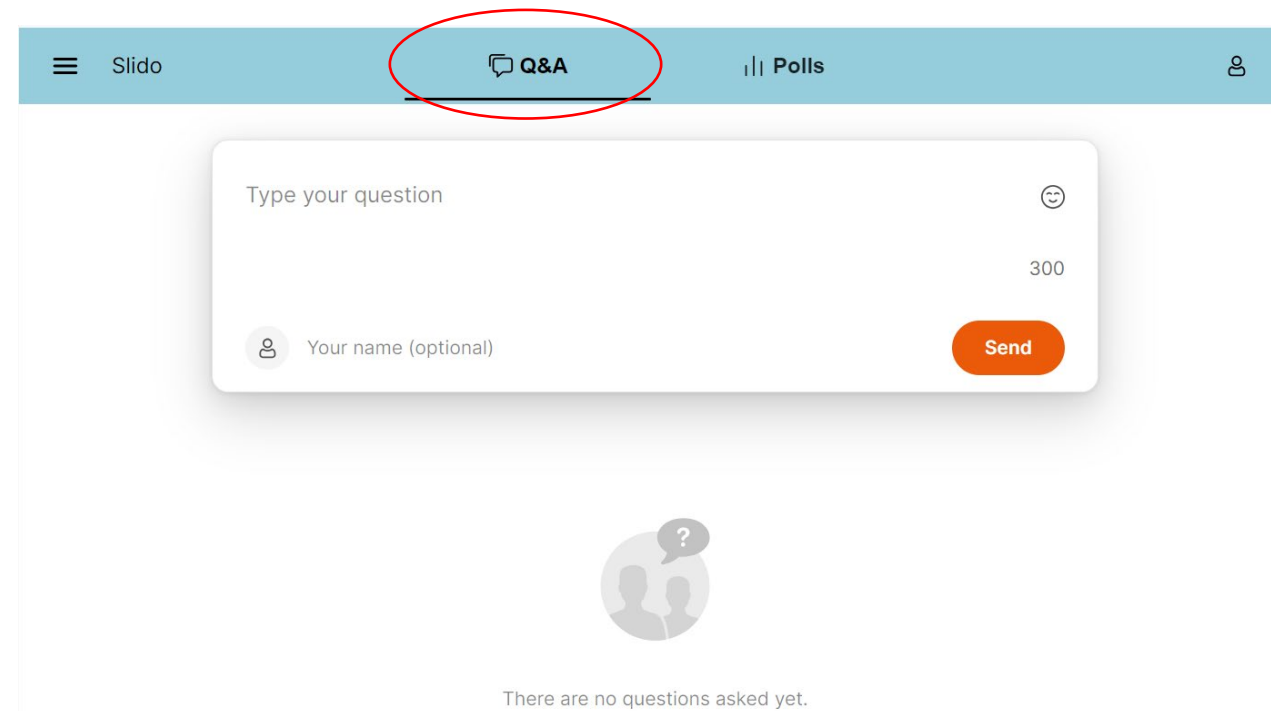 Slido
Q&A
Polls
Type your question
300
Your name (optional)
Send
?
There are no questions asked yet.